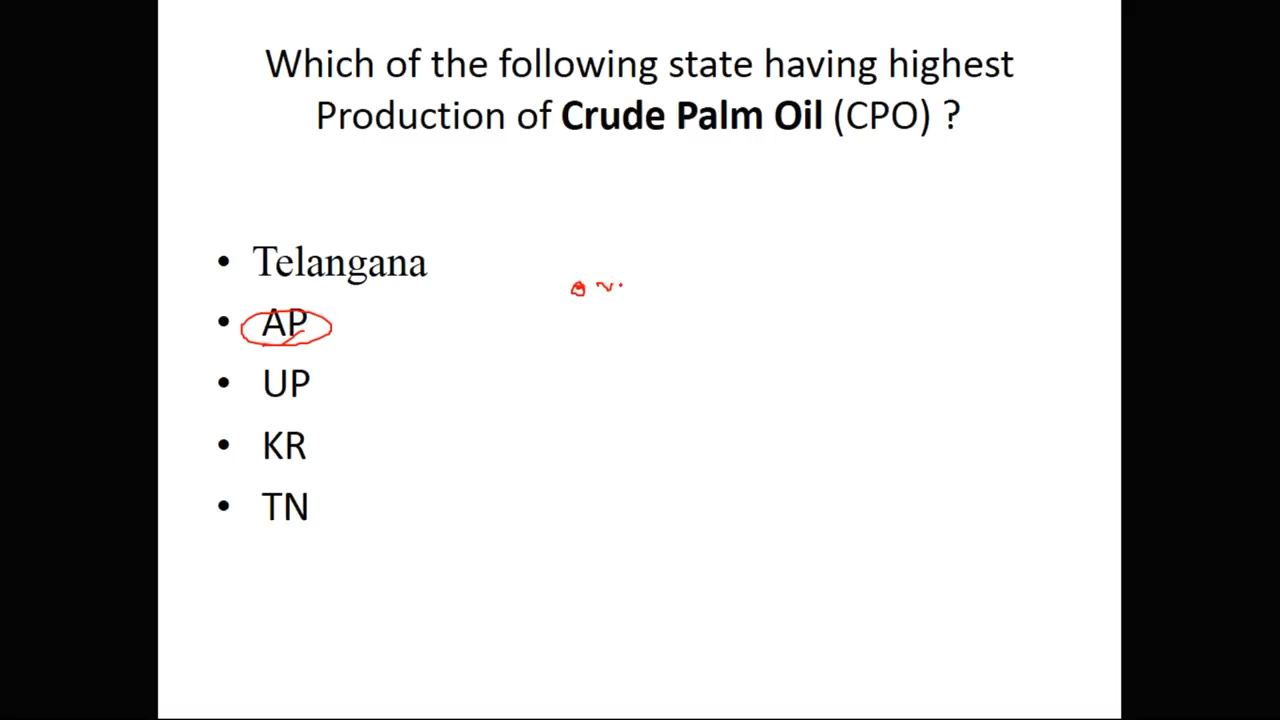 Which of the following state having highest
Production of Crude Palm Oil (CPO) ?
• Telangana
• AP
• UP
• KR
• TN